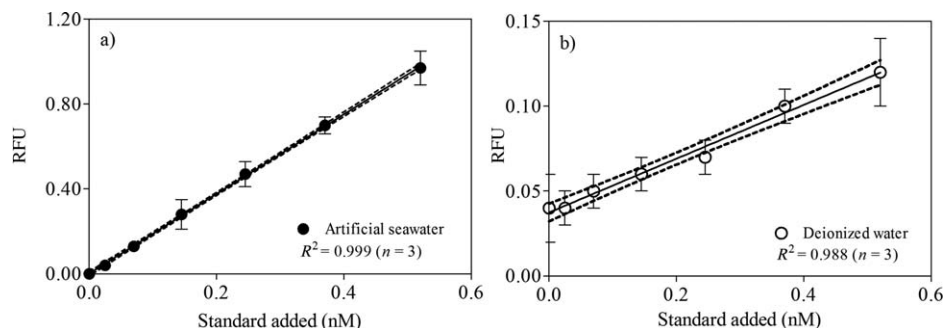 a)
1.20
0.80
0.40
0.00
RFU
0.0 0.2 0.4 0.6
Standard added (nM)
Artificial seawater
R² = 0.999 (n = 3)
b)
0.15
0.10
0.05
0.00
RFU
0.0 0.2 0.4 0.6
Standard added (nM)
Deionized water
R² = 0.988 (n = 3)